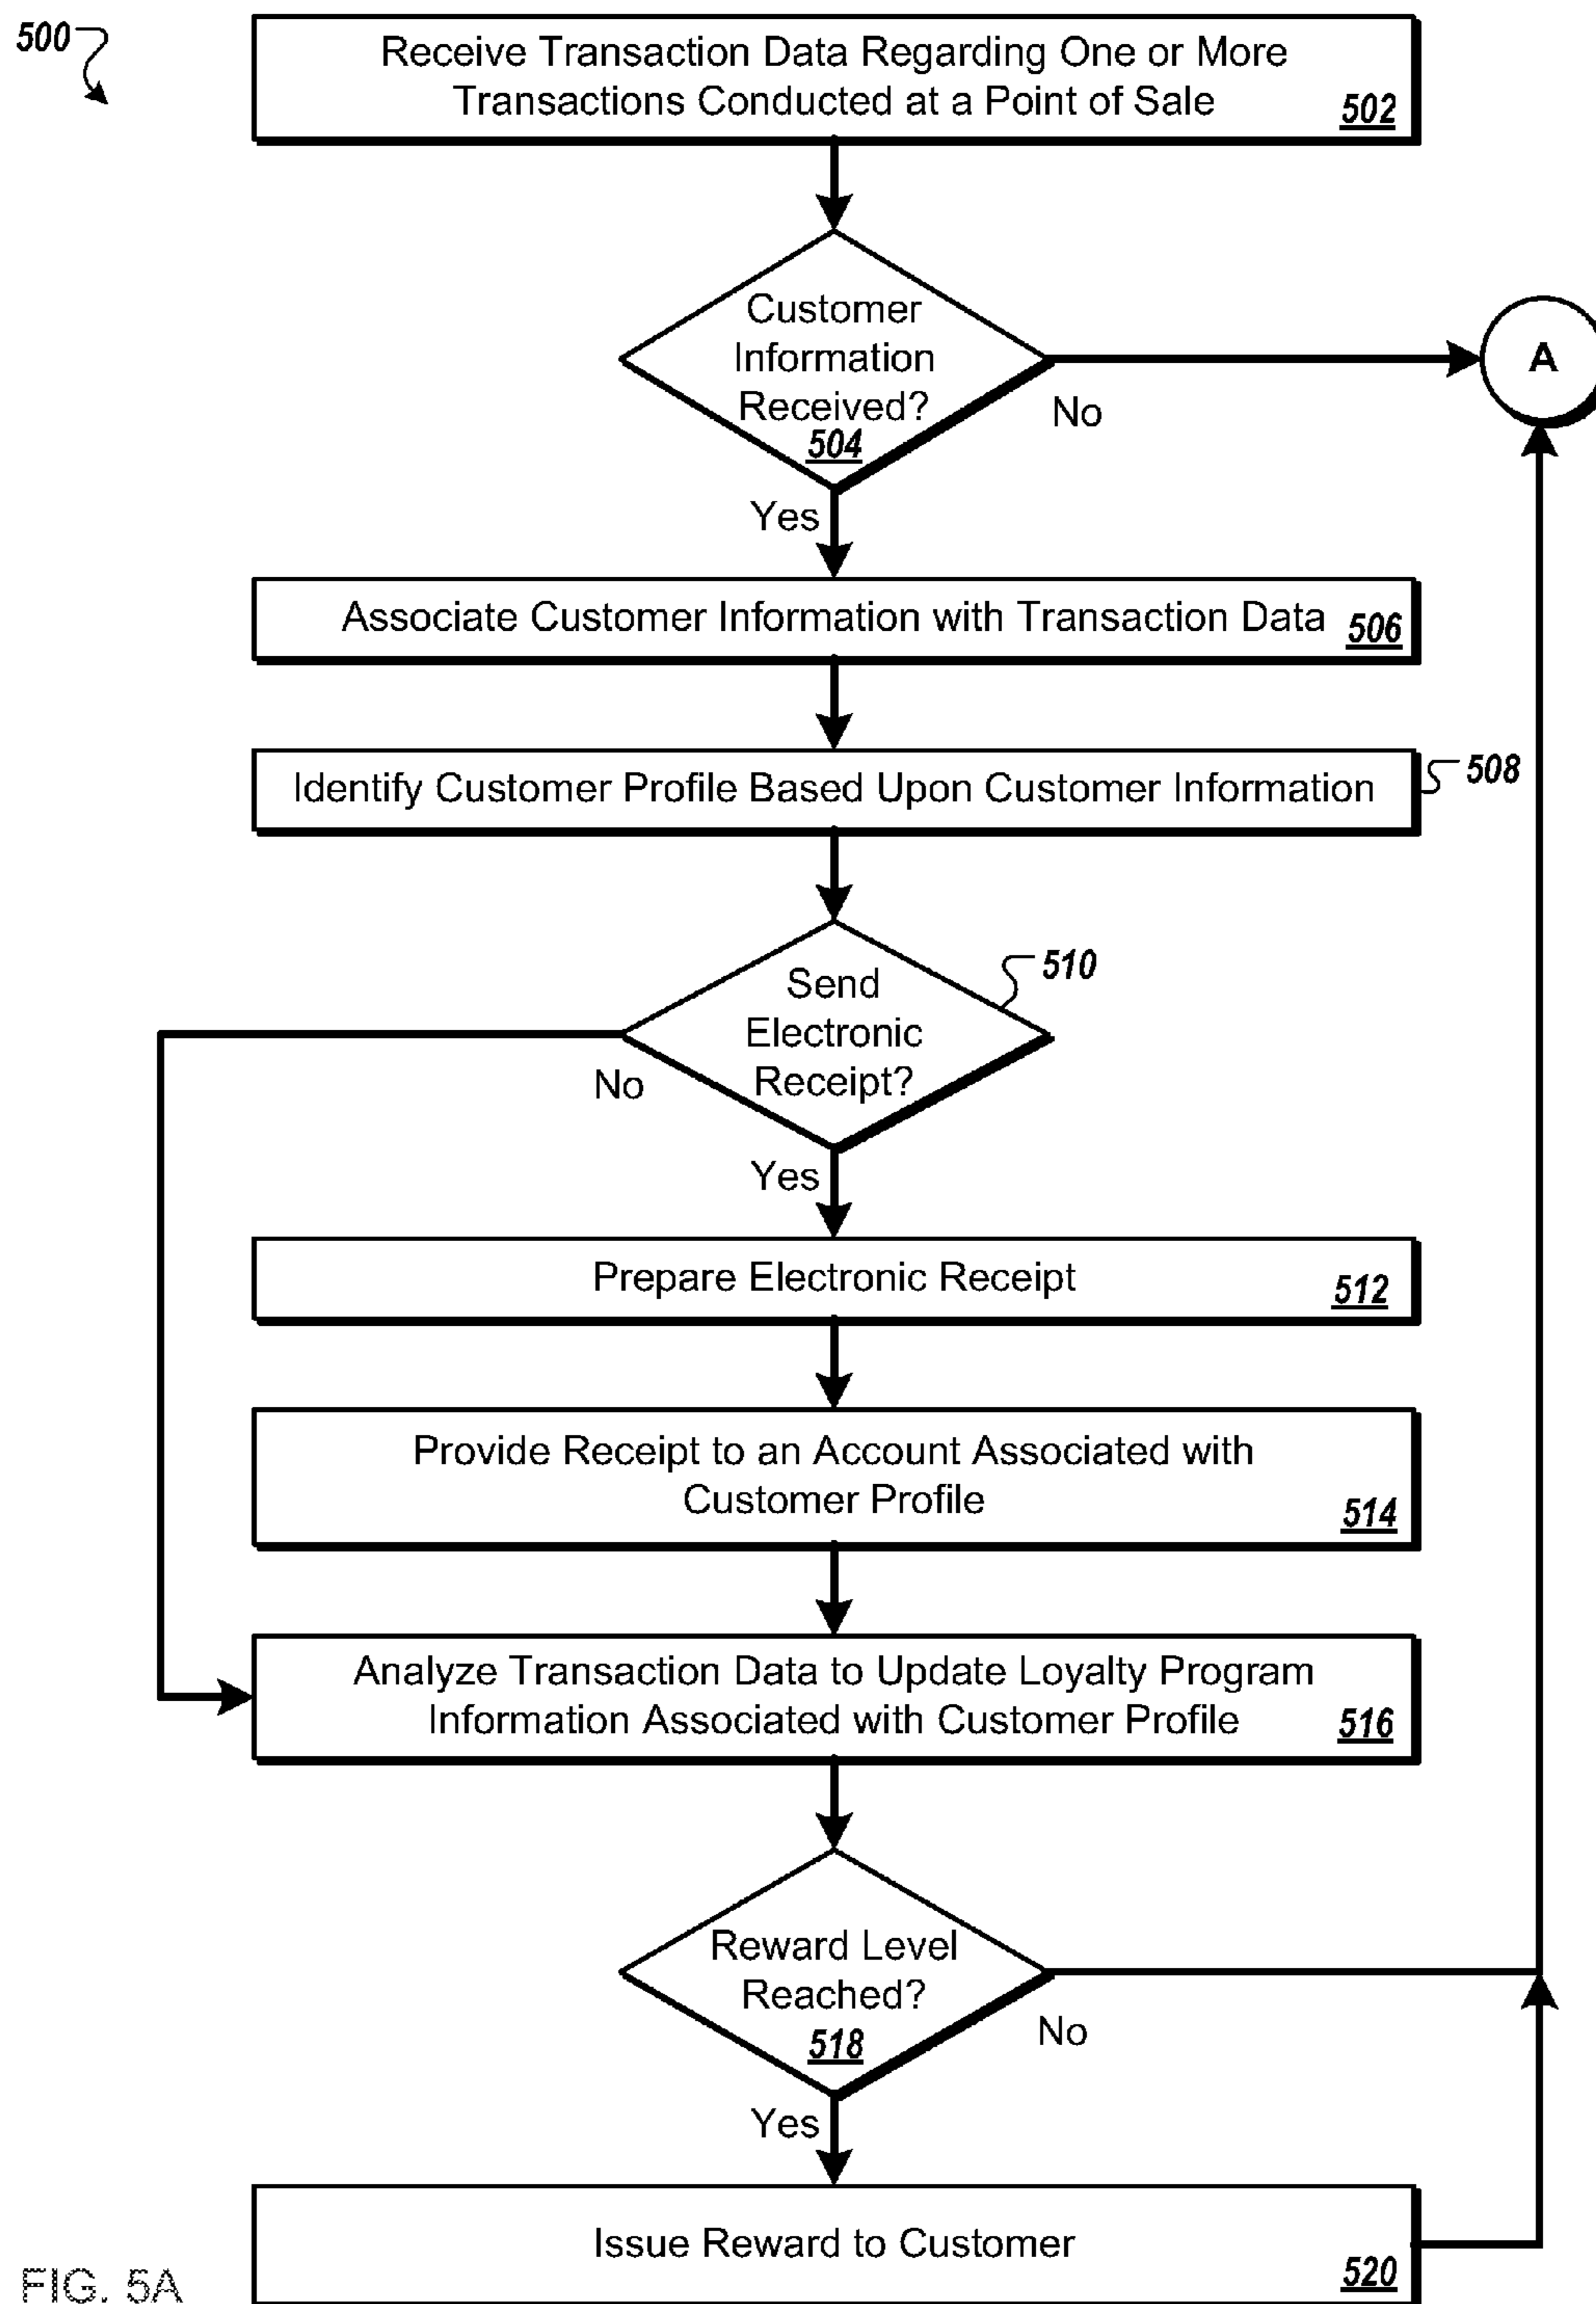 500
Receive Transaction Data Regarding One or More
Transactions Conducted at a Point of Sale
502
Customer
Information
Received?
504
A
No
Yes
Associate Customer Information with Transaction Data
506
Identify Customer Profile Based Upon Customer Information
508
Send
Electronic
Receipt?
510
No
Yes
Prepare Electronic Receipt
512
Provide Receipt to an Account Associated with
Customer Profile
514
Analyze Transaction Data to Update Loyalty Program
Information Associated with Customer Profile
516
Reward Level
Reached?
518
No
Yes
Issue Reward to Customer
520
FIG. 5A